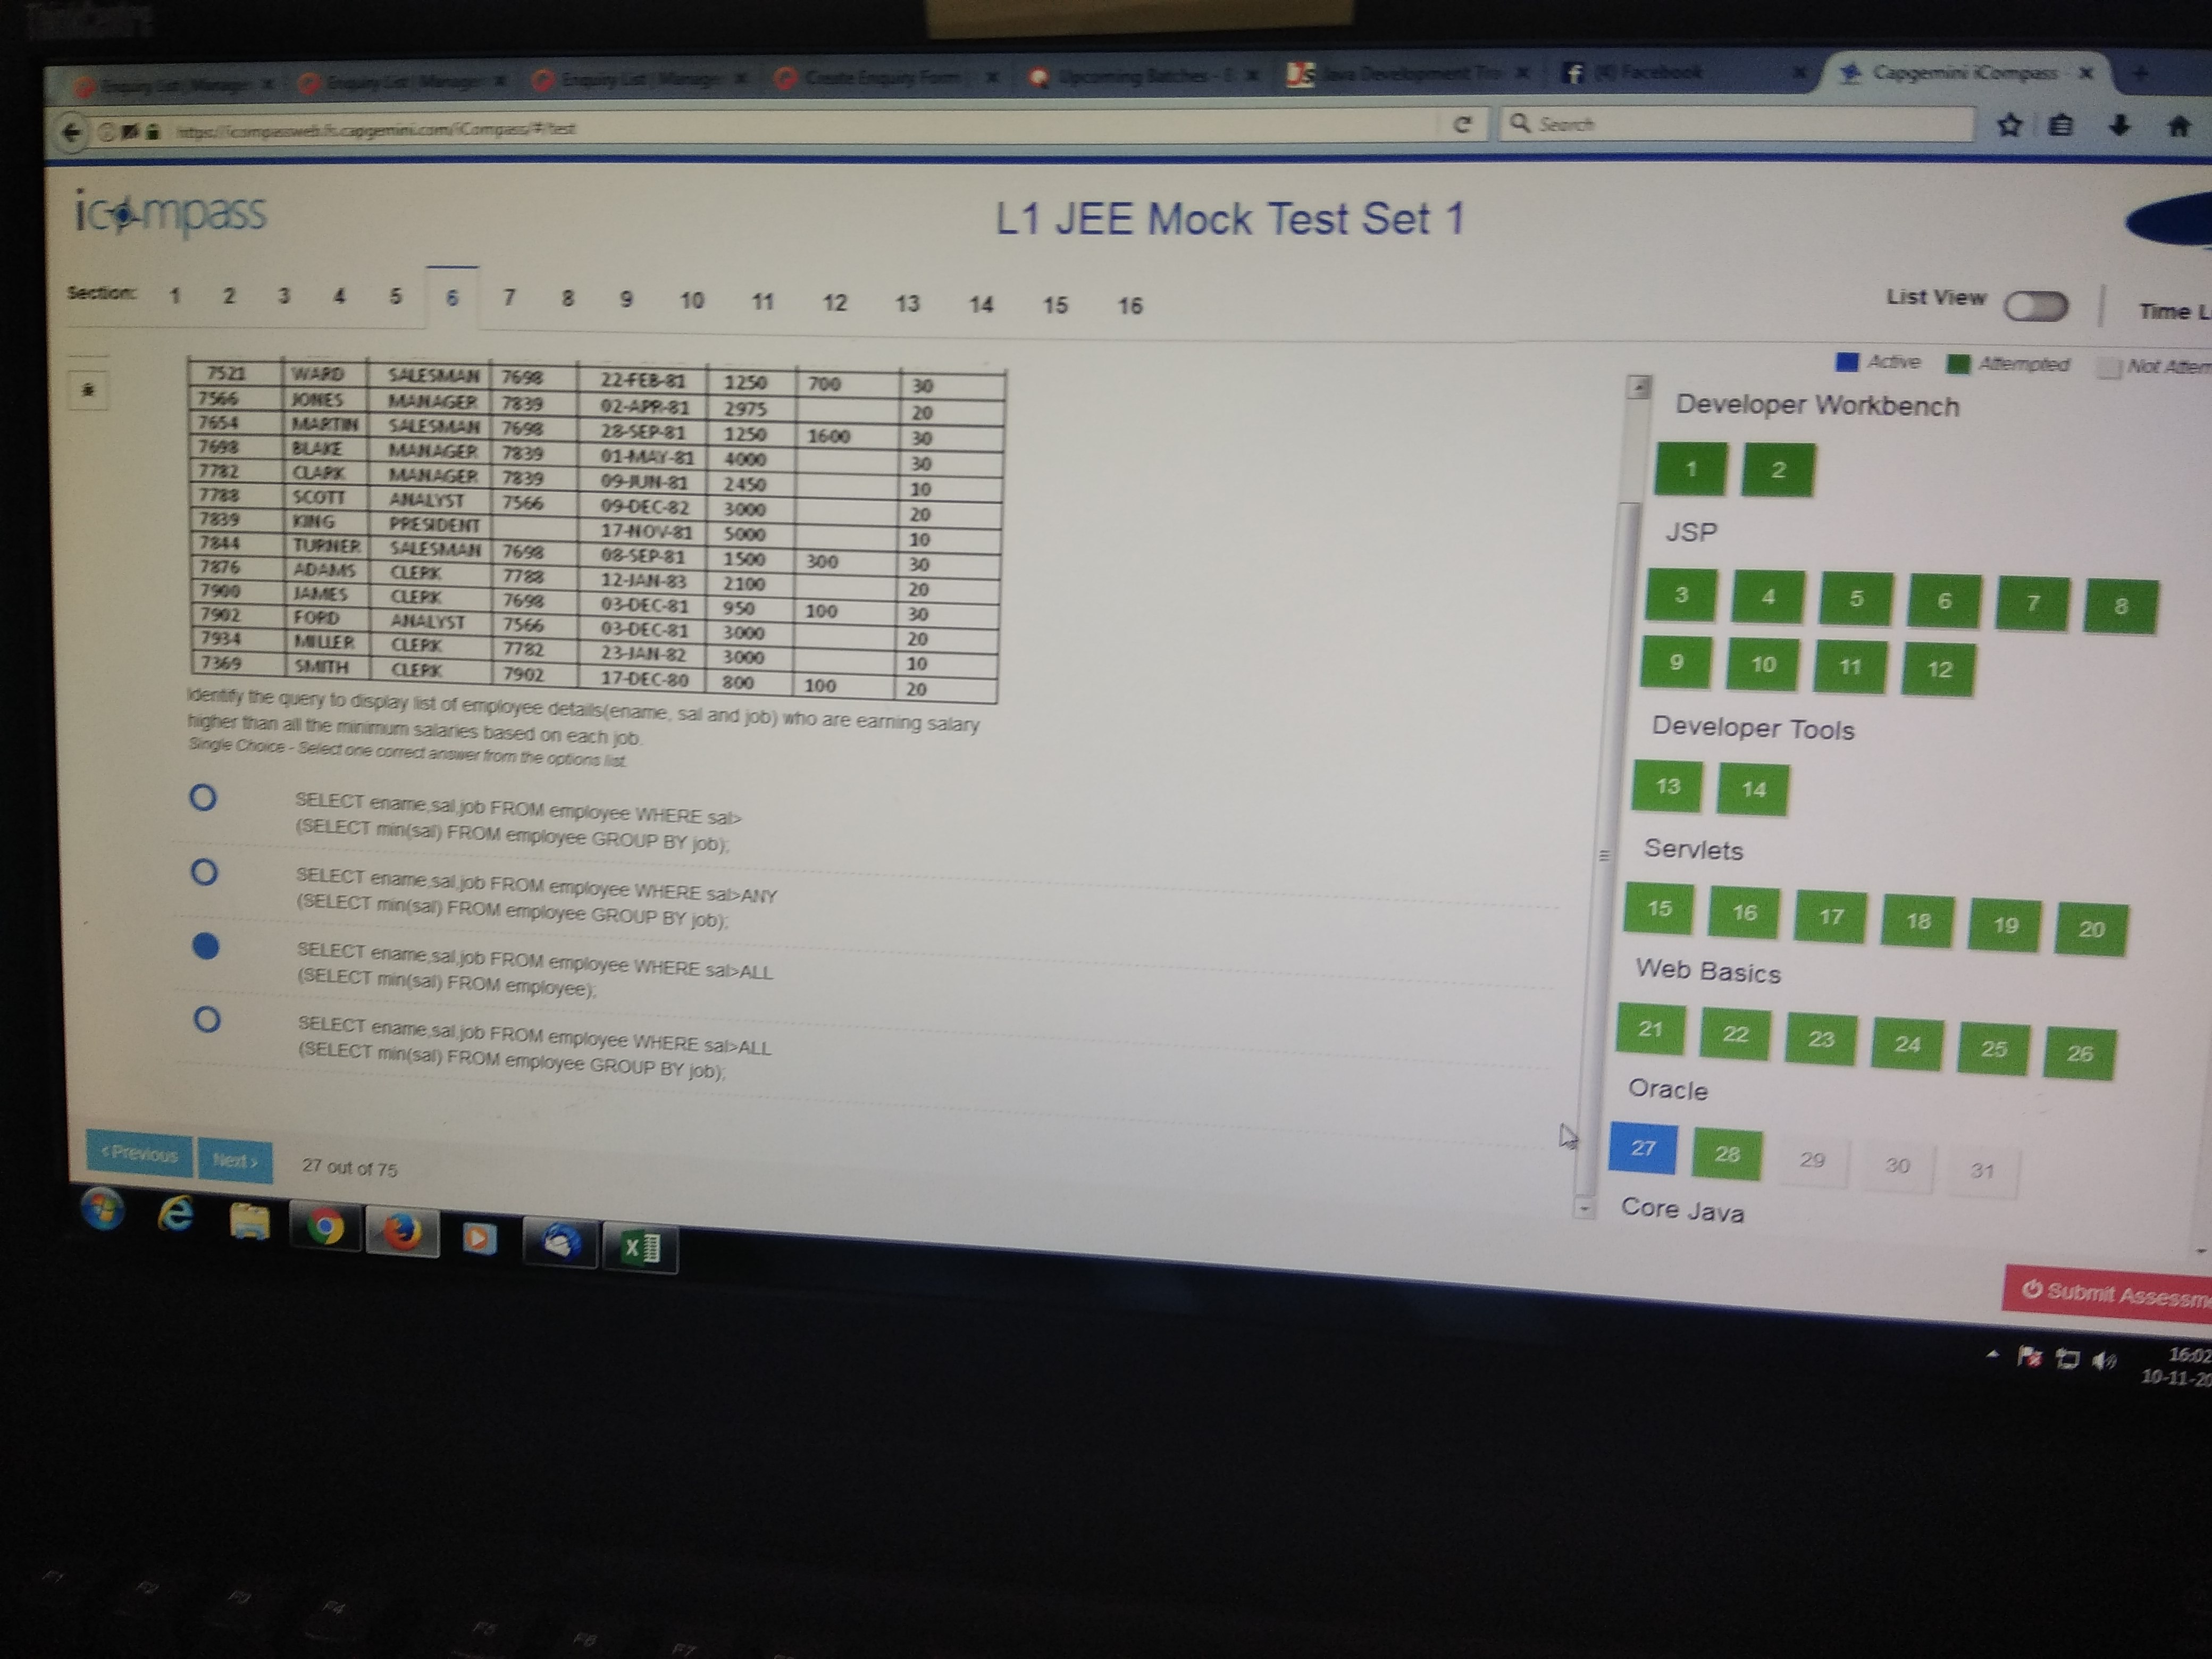 Enquiry List | Manage
Enquiry List | Manage
Enquiry List | Manage
Create Enquiry Form
Upcoming Batches -
Java Development Tra
(4) Facebook
Capgemini iCompass
Search
icompass
L1 JEE Mock Test Set 1
Section: 1 2 3 4 5 6 7 8 9 10 11 12 13 14 15 16
List View
Time L
Active Attempted Not Attem
7521 WARD SALESMAN 7698 22-FEB-81 1250 700 30
7566 JONES MANAGER 7839 02-APR-81 2975 20
7654 MARTIN SALESMAN 7698 28-SEP-81 1250 1600 30
7698 BLAKE MANAGER 7839 01-MAY-81 4000 30
7782 CLARK MANAGER 7839 09-JUN-81 2450 10
7788 SCOTT ANALYST 7566 09-DEC-82 3000 20
7839 KING PRESIDENT 17-NOV-81 5000 10
7844 TURNER SALESMAN 7698 08-SEP-81 1500 300 30
7876 ADAMS CLERK 7788 12-JAN-83 2100 20
7900 JAMES CLERK 7698 03-DEC-81 950 100 30
7902 FORD ANALYST 7566 03-DEC-81 3000 20
7934 MILLER CLERK 7782 23-JAN-82 3000 10
7369 SMITH CLERK 7902 17-DEC-80 800 100 20
Identify the query to display list of employee details(ename, sal and job) who are earning salary
higher than all the minimum salaries based on each job.
Single Choice - Select one correct answer from the options list.
SELECT ename,sal,job FROM employee WHERE sal>
(SELECT min(sal) FROM employee GROUP BY job);
SELECT ename,sal,job FROM employee WHERE sal>ANY
(SELECT min(sal) FROM employee GROUP BY job);
SELECT ename,sal,job FROM employee WHERE sal>ALL
(SELECT min(sal) FROM employee);
SELECT ename,sal,job FROM employee WHERE sal>ALL
(SELECT min(sal) FROM employee GROUP BY job);
< Previous
Next >
27 out of 75
Developer Workbench
1 2
JSP
3 4 5 6 7 8
9 10 11 12
Developer Tools
13 14
Servlets
15 16 17 18 19 20
Web Basics
21 22 23 24 25 26
Oracle
27 28 29 30 31
Core Java
Submit Assessme
16:02
10-11-20
F1 F2 F3 F4 F5 F6 F7